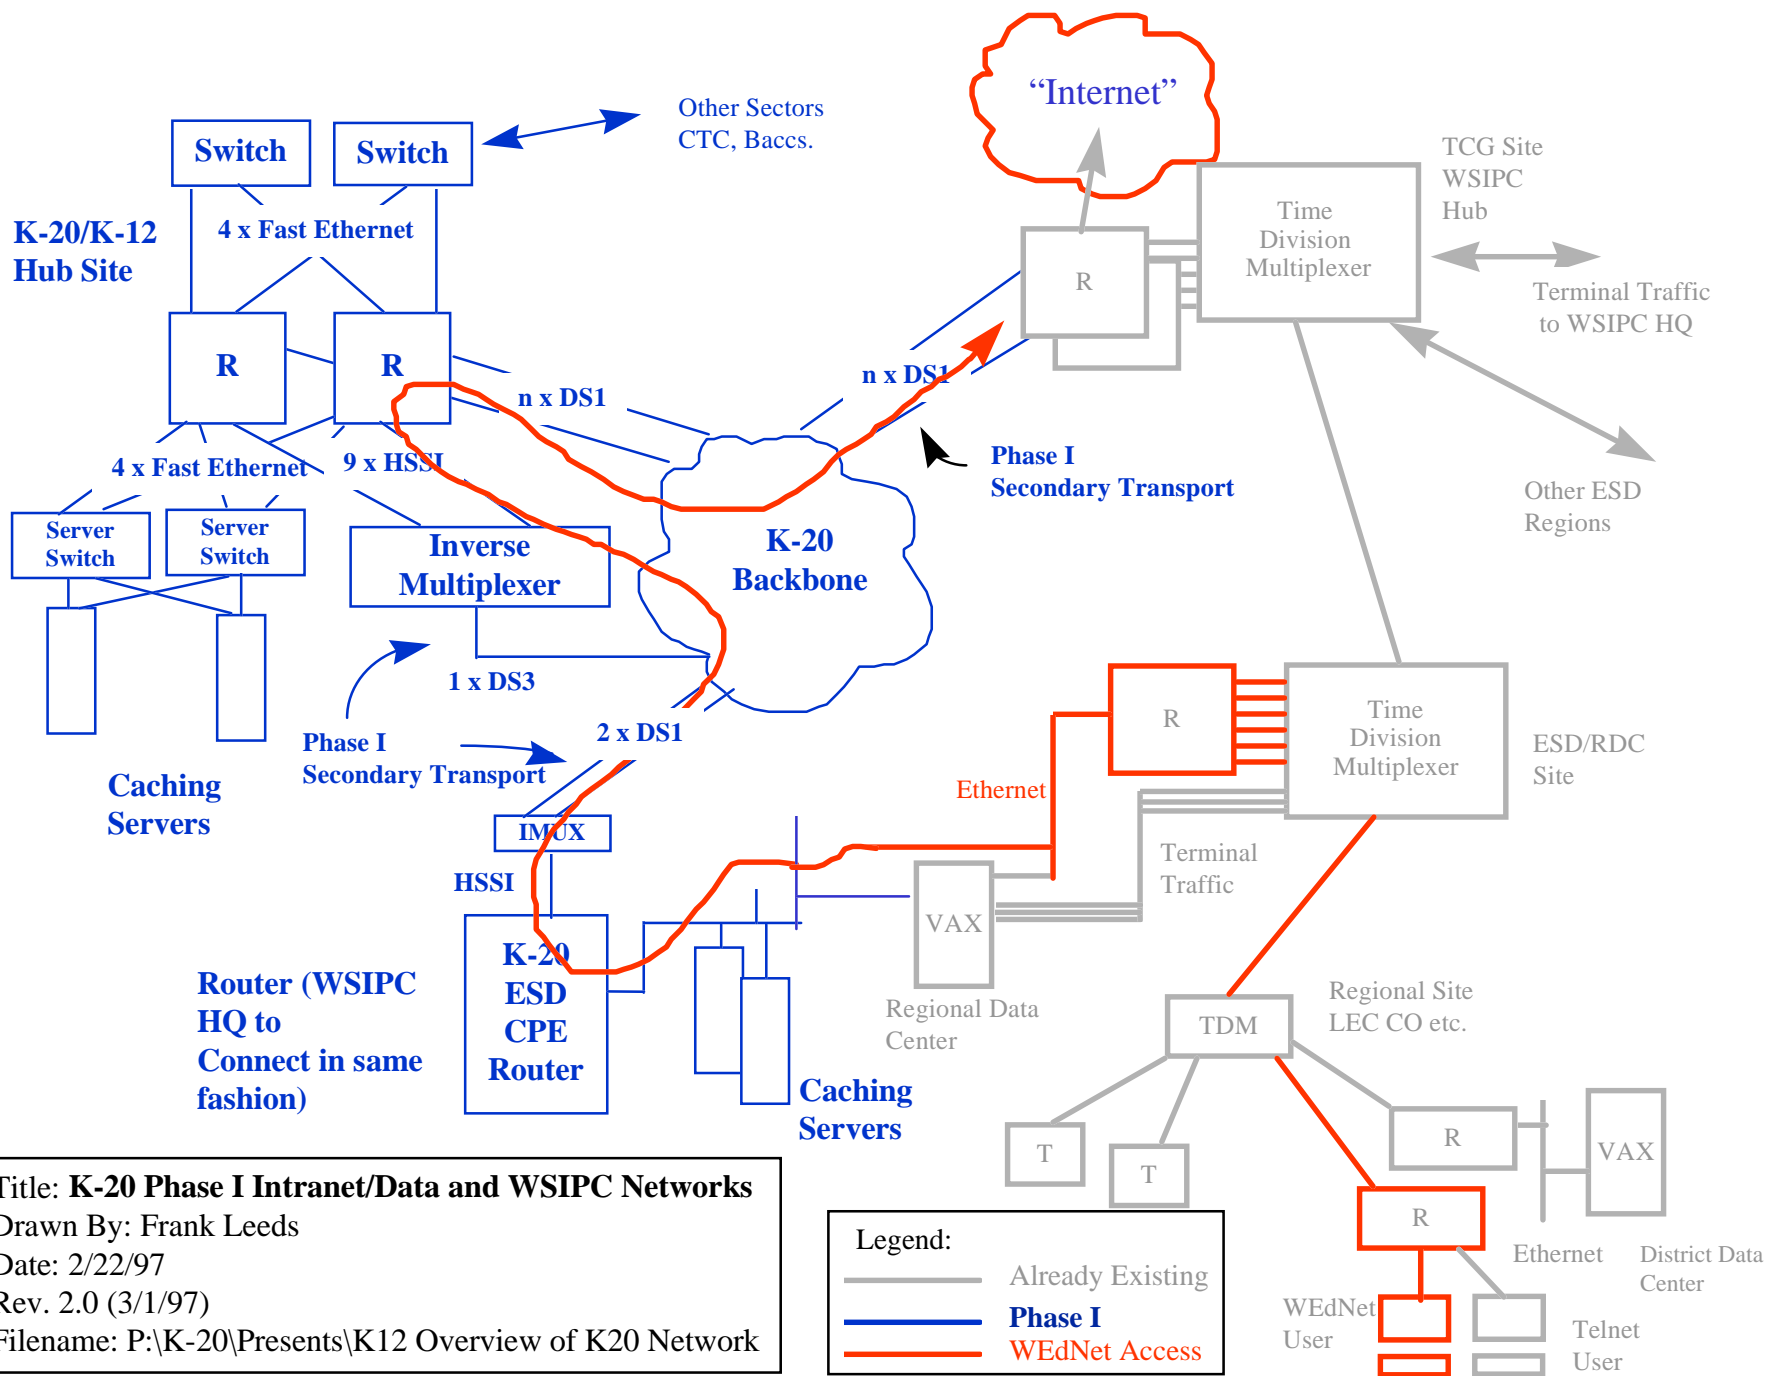 “Internet”
Other Sectors
CTC, Baccs.
Switch
Switch
TCG Site
WSIPC
Hub
K-20/K-12
Hub Site
4 x Fast Ethernet
Time
Division
Multiplexer
R
Terminal Traffic
to WSIPC HQ
R
R
n x DS1
n x DS1
4 x Fast Ethernet
9 x HSSI
Phase I
Secondary Transport
Other ESD
Regions
Server
Switch
Server
Switch
Inverse
Multiplexer
K-20
Backbone
1 x DS3
2 x DS1
Phase I
Secondary Transport
R
Time
Division
Multiplexer
ESD/RDC
Site
Caching
Servers
Ethernet
IMUX
HSSI
Terminal
Traffic
VAX
K-20
ESD
CPE
Router
Router (WSIPC
HQ to
Connect in same
fashion)
Regional Data
Center
TDM
Regional Site
LEC CO etc.
Caching
Servers
T
T
R
VAX
R
Ethernet
District Data
Center
WEdNet
User
Telnet
User
Title: K-20 Phase I Intranet/Data and WSIPC Networks
Drawn By: Frank Leeds
Date: 2/22/97
Rev. 2.0 (3/1/97)
Filename: P:\K-20\Presents\K12 Overview of K20 Network
Legend:
Already Existing
Phase I
WEdNet Access